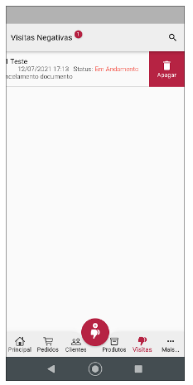 Visitas Negativas 1
Teste
12/07/2021 17:13 Status: Em Andamento
ncelamento documento
Apagar
Principal Pedidos Clientes Produtos Visitas Mais...